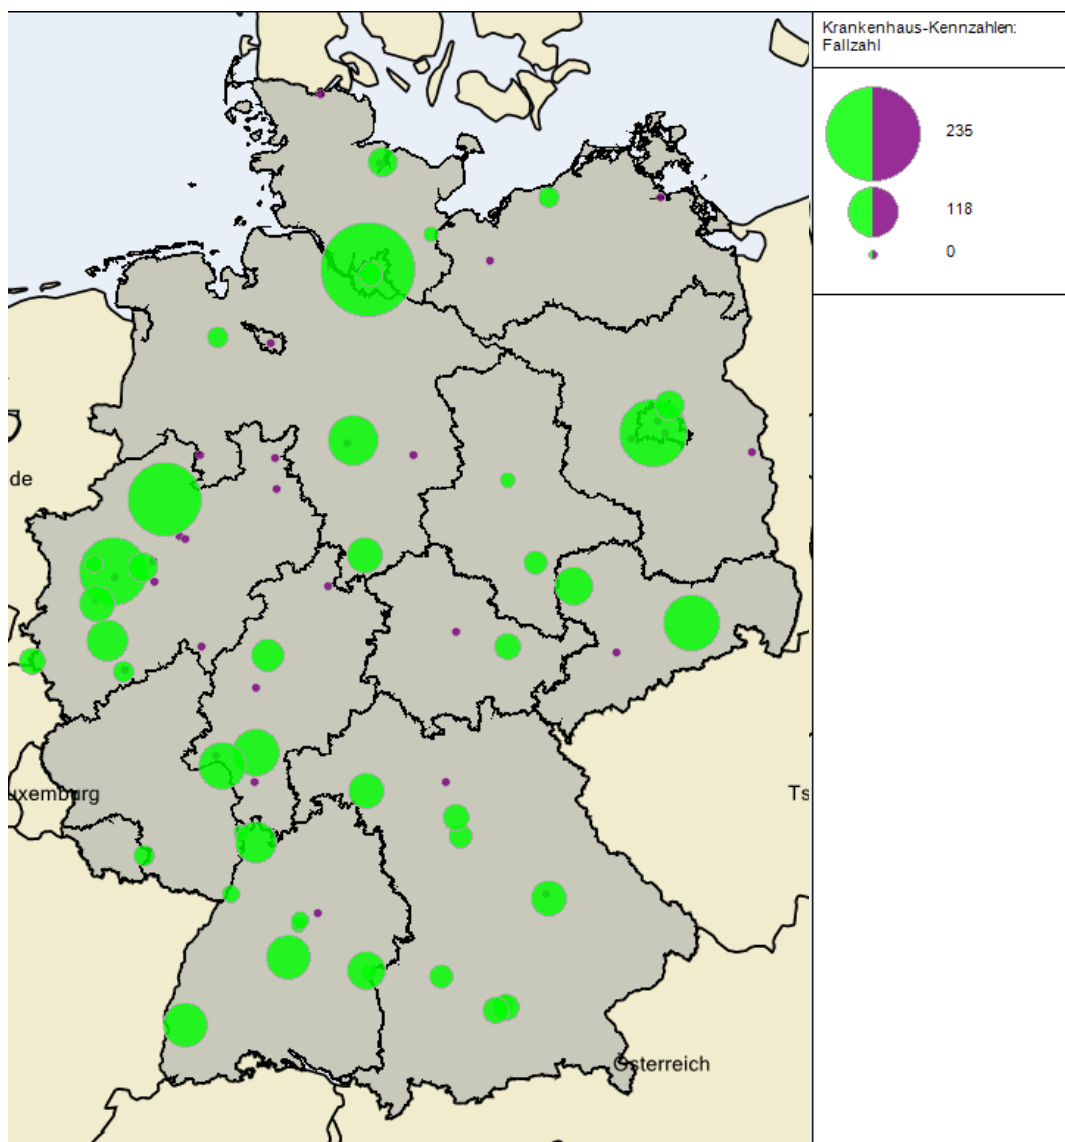 Krankenhaus-Kennzahlen:
Fallzahl
235
118
0
de
uxemburg
Ts
Österreich